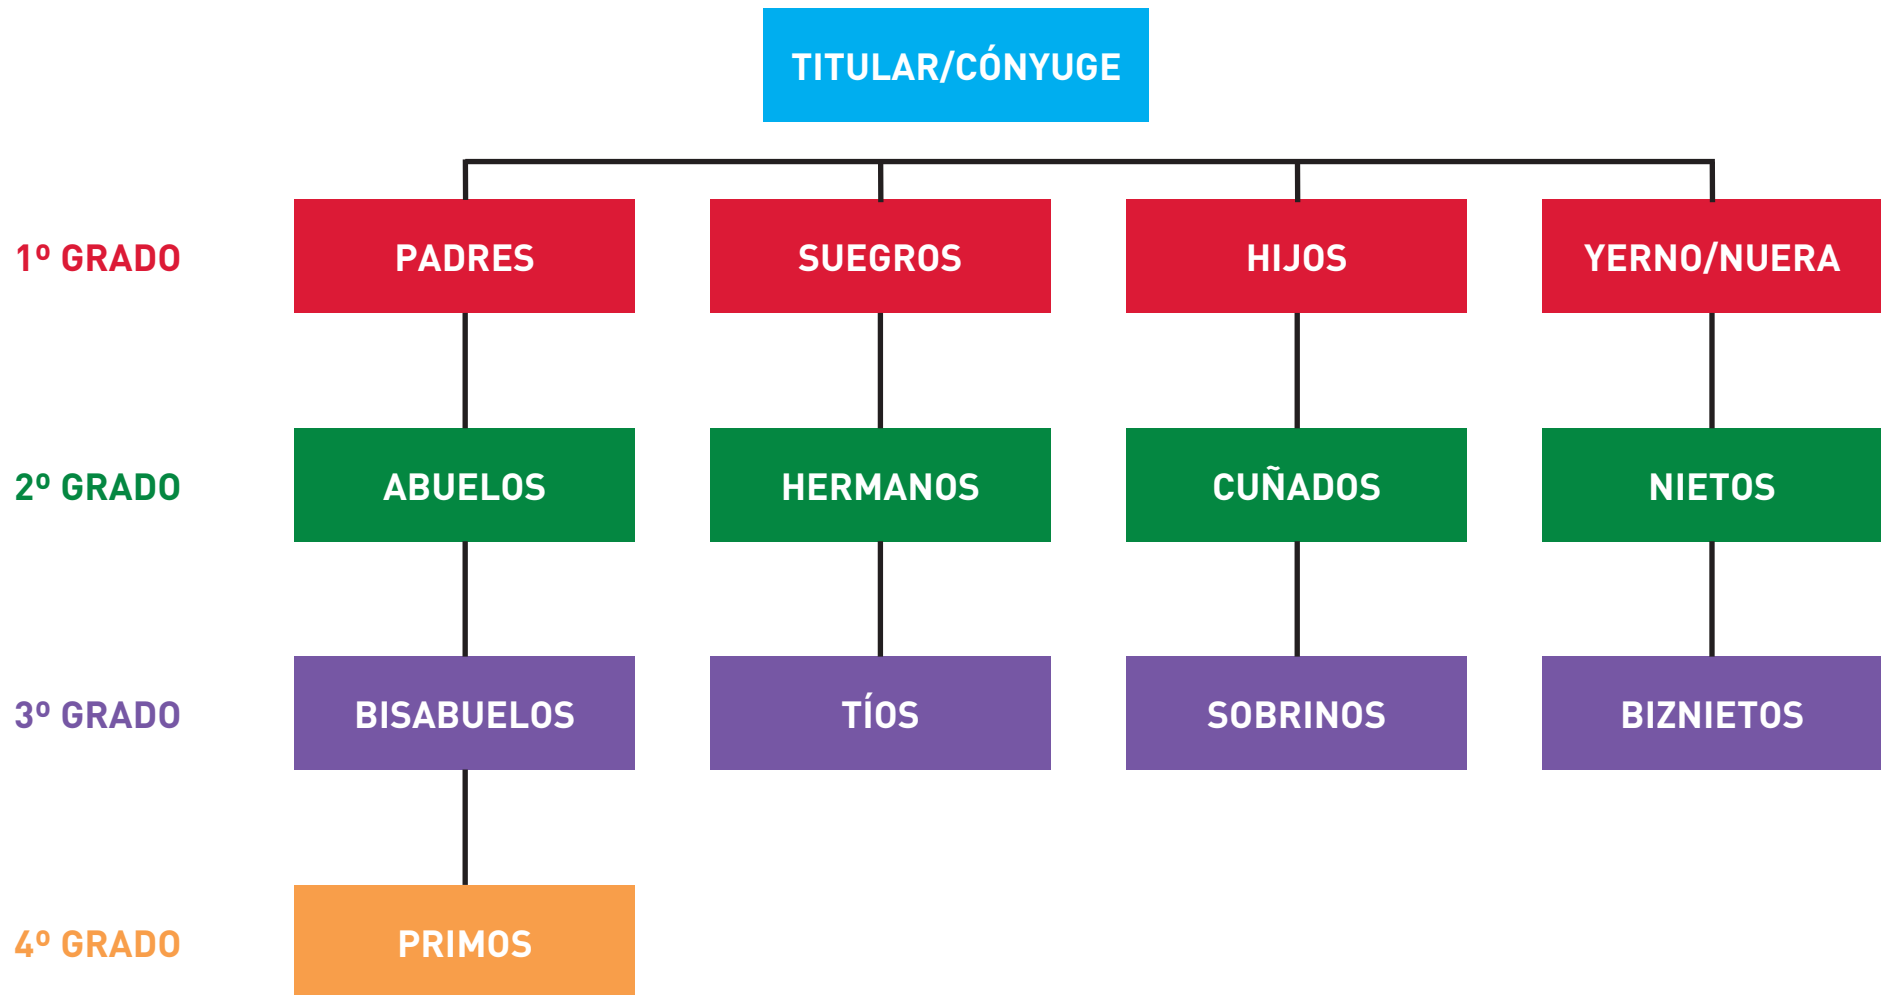 TITULAR/CÓNYUGE
1º GRADO PADRES SUEGROS HIJOS YERNO/NUERA
2º GRADO ABUELOS HERMANOS CUÑADOS NIETOS
3º GRADO BISABUELOS TÍOS SOBRINOS BIZNIETOS
4º GRADO PRIMOS